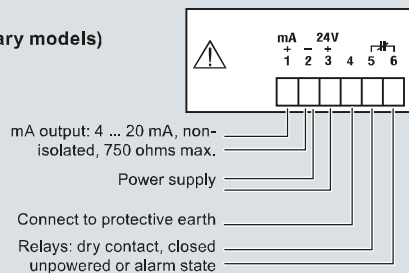 ary models)
mA 24V
+ − +
1 2 3 4 5 6
mA output: 4 ... 20 mA, non-
isolated, 750 ohms max.
Power supply
Connect to protective earth
Relays: dry contact, closed
unpowered or alarm state